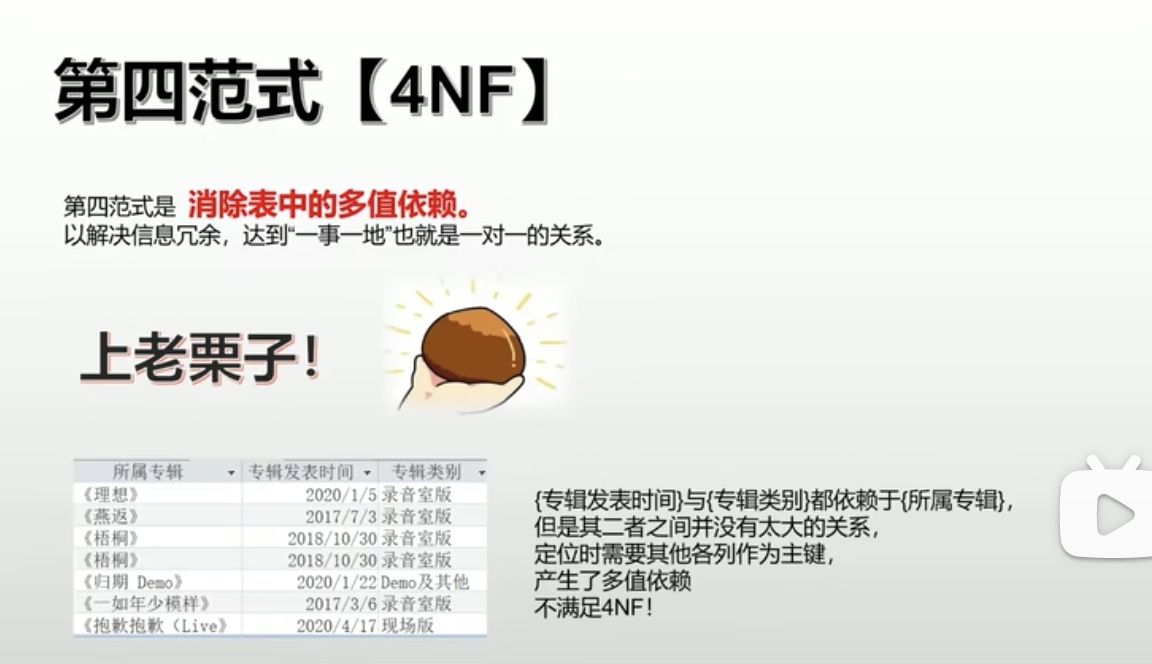 第四范式【4NF】
第四范式是 消除表中的多值依赖。
以解决信息冗余，达到“一事一地”也就是一对一的关系。
上老栗子！
所属专辑 专辑发表时间 专辑类别
《理想》 2020/1/5 录音室版
《燕返》 2017/7/3 录音室版
《梧桐》 2018/10/30 录音室版
《梧桐》 2018/10/30 录音室版
《归期 Demo》 2020/1/22 Demo及其他
《一如年少模样》 2017/3/6 录音室版
《抱歉抱歉（Live》 2020/4/17 现场版
{专辑发表时间}与{专辑类别}都依赖于{所属专辑}，
但是其二者之间并没有太大的关系，
定位时需要其他各列作为主键，
产生了多值依赖
不满足4NF！